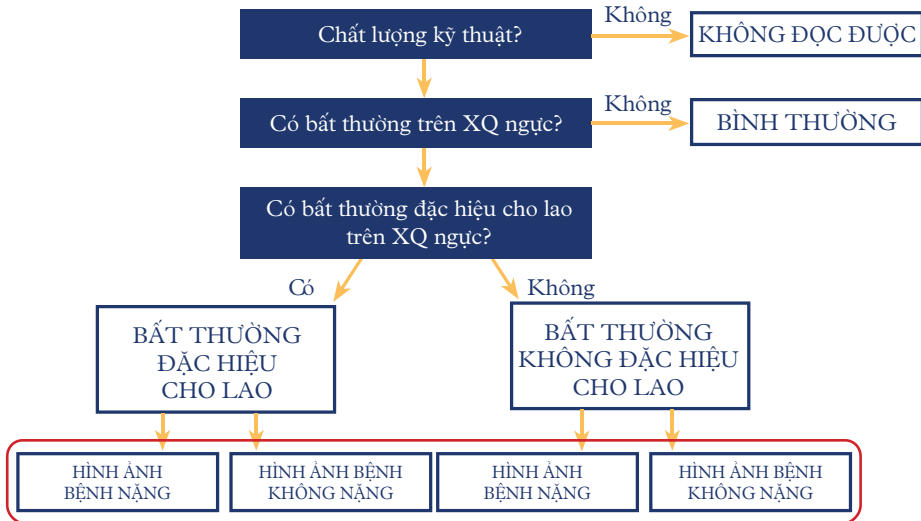 Chất lượng kỹ thuật?
Không
KHÔNG ĐỌC ĐƯỢC
Có bất thường trên XQ ngực?
Không
BÌNH THƯỜNG
Có bất thường đặc hiệu cho lao
trên XQ ngực?
Có
Không
BẤT THƯỜNG
ĐẶC HIỆU
CHO LAO
BẤT THƯỜNG
KHÔNG ĐẶC HIỆU
CHO LAO
HÌNH ẢNH
BỆNH NẶNG
HÌNH ẢNH BỆNH
KHÔNG NẶNG
HÌNH ẢNH
BỆNH NẶNG
HÌNH ẢNH BỆNH
KHÔNG NẶNG